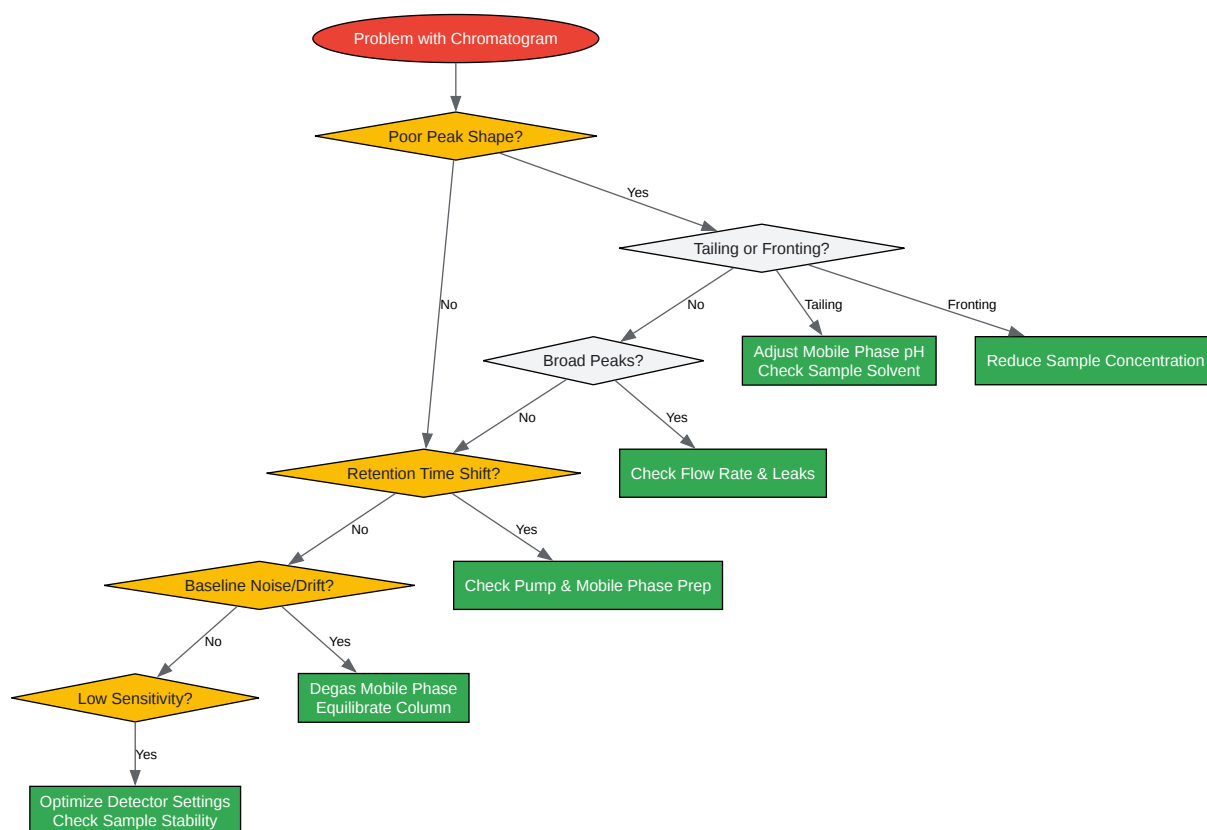 Problem with Chromatogram
Poor Peak Shape?
Yes
Tailing or Fronting?
No
No
Tailing
Fronting
Broad Peaks?
Adjust Mobile Phase pH
Check Sample Solvent
Reduce Sample Concentration
No
Yes
Retention Time Shift?
Check Flow Rate & Leaks
No
Yes
Baseline Noise/Drift?
Check Pump & Mobile Phase Prep
No
Yes
Low Sensitivity?
Degas Mobile Phase
Equilibrate Column
Yes
Optimize Detector Settings
Check Sample Stability